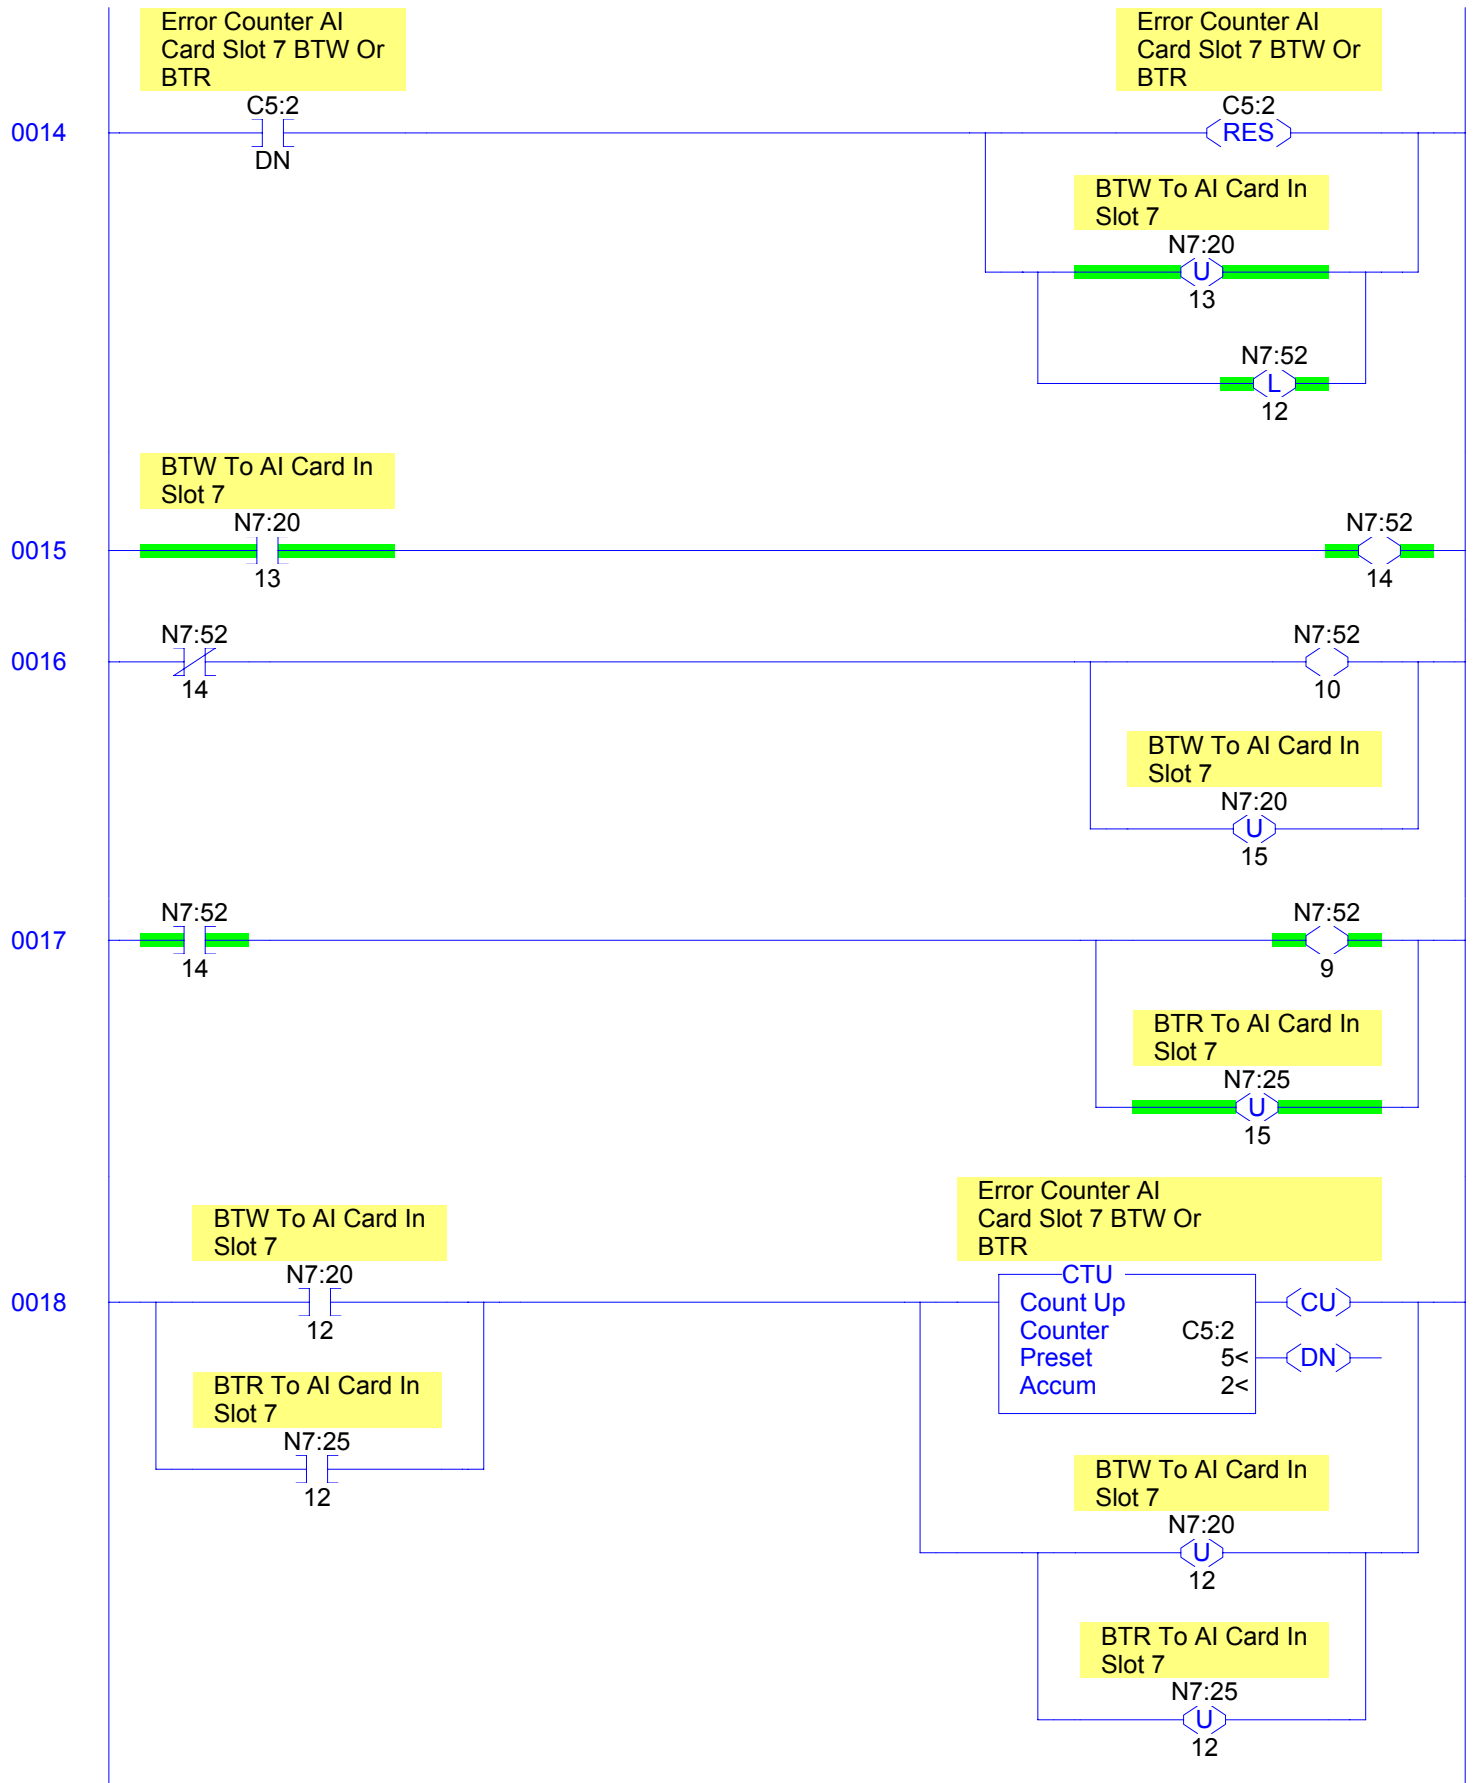 Error Counter AI
Card Slot 7 BTW Or
BTR
C5:2
DN
0014
Error Counter AI
Card Slot 7 BTW Or
BTR
C5:2
RES
BTW To AI Card In
Slot 7
N7:20
U
13
N7:52
L
12
BTW To AI Card In
Slot 7
N7:20
13
0015
N7:52
14
N7:52
14
0016
N7:52
10
BTW To AI Card In
Slot 7
N7:20
U
15
N7:52
14
0017
N7:52
9
BTR To AI Card In
Slot 7
N7:25
U
15
BTW To AI Card In
Slot 7
N7:20
12
0018
BTR To AI Card In
Slot 7
N7:25
12
Error Counter AI
Card Slot 7 BTW Or
BTR
CTU
Count Up
CU
Counter C5:2
Preset 5<
DN
Accum 2<
BTW To AI Card In
Slot 7
N7:20
U
12
BTR To AI Card In
Slot 7
N7:25
U
12